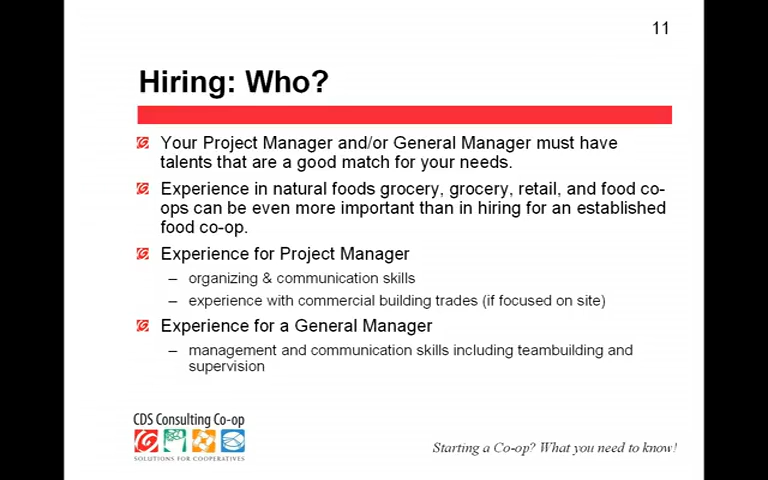 11
Hiring: Who?
Your Project Manager and/or General Manager must have
talents that are a good match for your needs.
Experience in natural foods grocery, grocery, retail, and food co-
ops can be even more important than in hiring for an established
food co-op.
Experience for Project Manager
– organizing & communication skills
– experience with commercial building trades (if focused on site)
Experience for a General Manager
– management and communication skills including teambuilding and
supervision
CDS Consulting Co-op
SOLUTIONS FOR COOPERATIVES
Starting a Co-op? What you need to know!